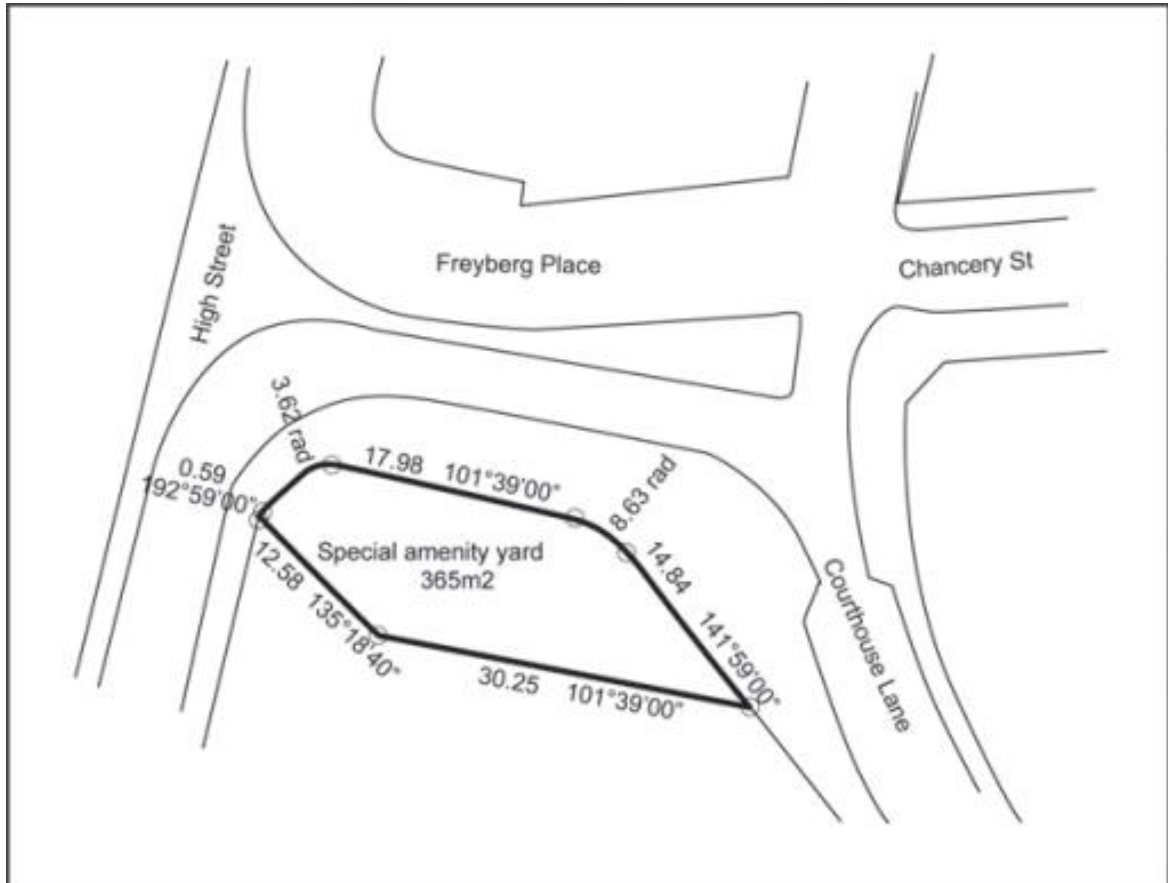 High Street
Freyberg Place
Chancery St
3.62 rad
17.98 101°39'00"
8.63 rad
0.59
192°59'00"
Special amenity yard
365m2
14.84 141°59'00"
12.58 135°18'40"
30.25 101°39'00"
Courthouse Lane